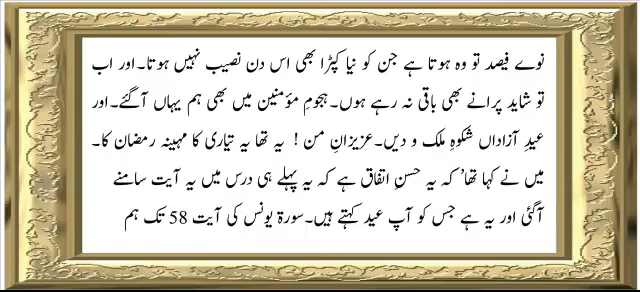 نوے فیصد تو وہ ہوتا ہے جن کو نیا کپڑا بھی اس دن نصیب نہیں ہوتا۔ اور اب
تو شاید پرانے بھی باقی نہ رہے ہوں۔ ہجومِ مؤمنین میں بھی ہم یہاں آ گئے۔ اور
عیدِ آزاداں شکوہِ ملک و دیں۔ عزیزانِ من ! یہ تھا یہ تیاری کا مہینہ رمضان کا۔
میں نے کہا تھا’ کہ یہ حسنِ اتفاق ہے کہ یہ پہلے ہی درس میں یہ آیت سامنے
آ گئی اور یہ ہے جس کو آپ عید کہتے ہیں۔ سورۃ یونس کی آیت 58 تک ہم